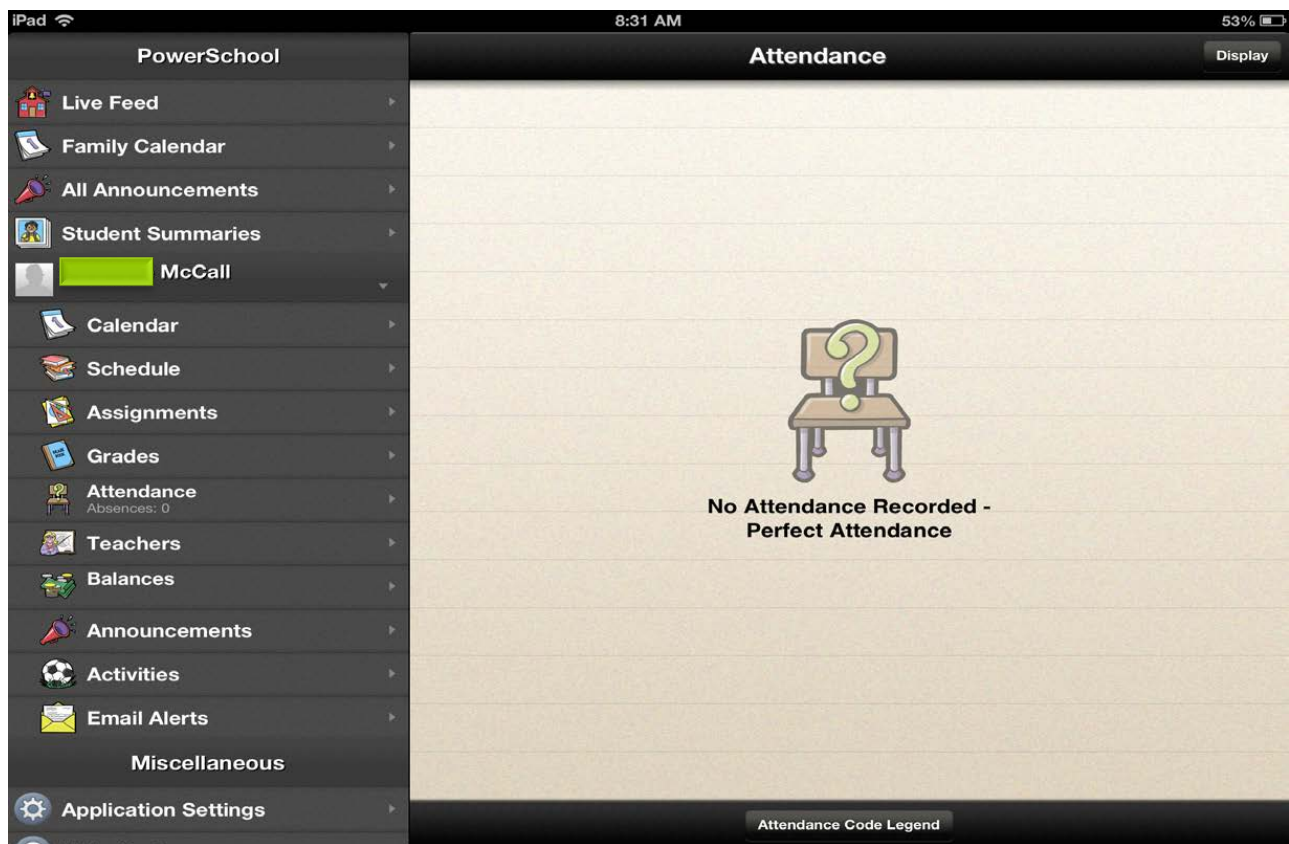 iPad
8:31 AM
53%
PowerSchool
Live Feed
Family Calendar
All Announcements
Student Summaries
McCall
Calendar
Schedule
Assignments
Grades
Attendance
Absences: 0
Teachers
Balances
Announcements
Activities
Email Alerts
Miscellaneous
Application Settings
Attendance
Display
No Attendance Recorded -
Perfect Attendance
Attendance Code Legend